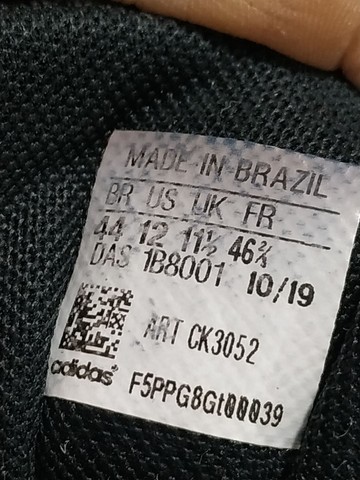 MADE IN BRAZIL
BR US UK FR
44 12 11½ 46⅔
DAS 1B8001 10/19
ART CK3052
adidas F5PPG8Gt00039